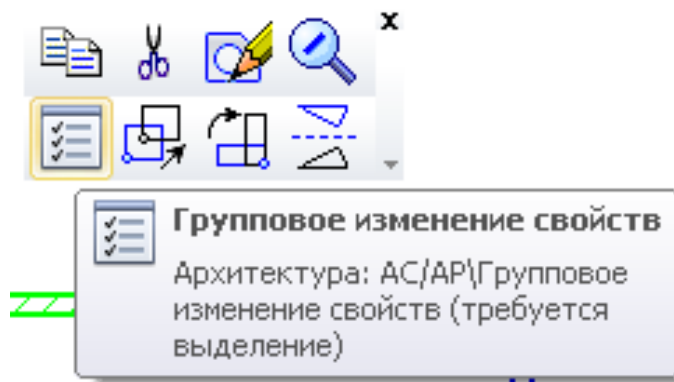 x
Групповое изменение свойств
Архитектура: АС/АР\Групповое
изменение свойств (требуется
выделение)